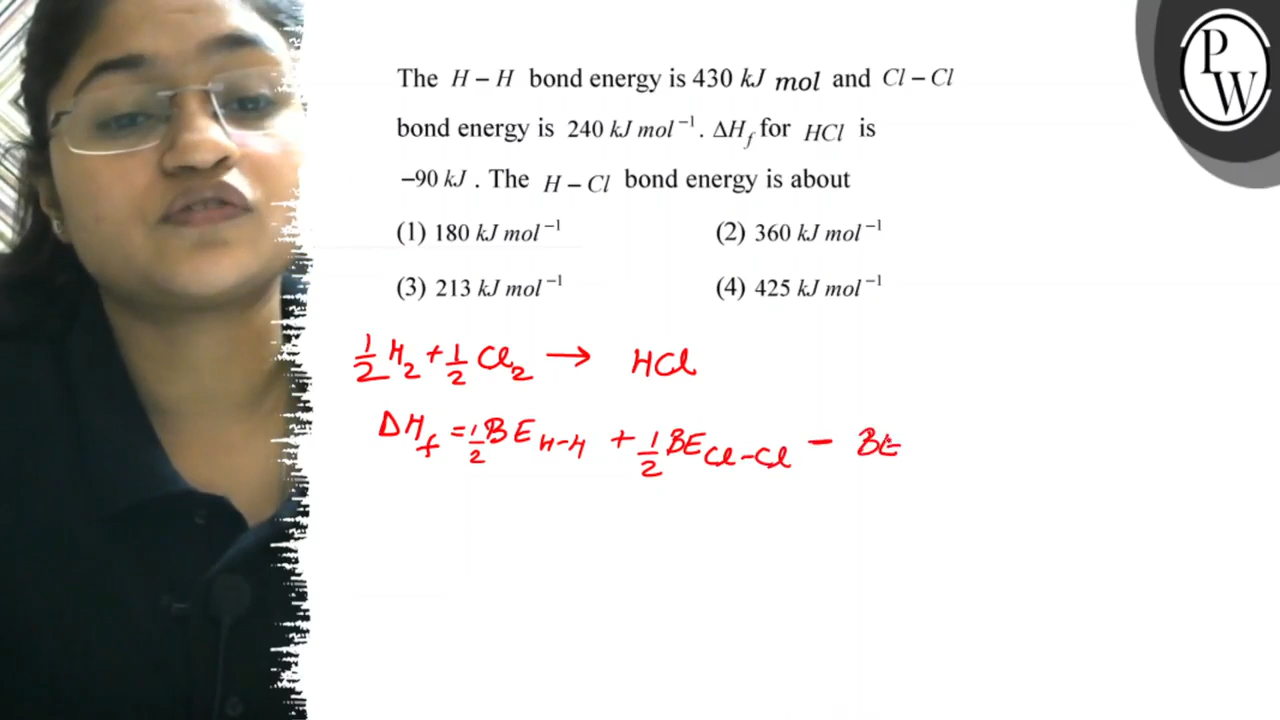 The H – H bond energy is 430 kJ mol and Cl – Cl
bond energy is 240 kJ mol⁻¹. ΔH_f for HCl is
–90 kJ. The H – Cl bond energy is about
(1) 180 kJ mol⁻¹ (2) 360 kJ mol⁻¹
(3) 213 kJ mol⁻¹ (4) 425 kJ mol⁻¹
½H₂ + ½Cl₂ → HCl
ΔH_f = ½BE_H-H + ½BE_Cl-Cl – BE
PW